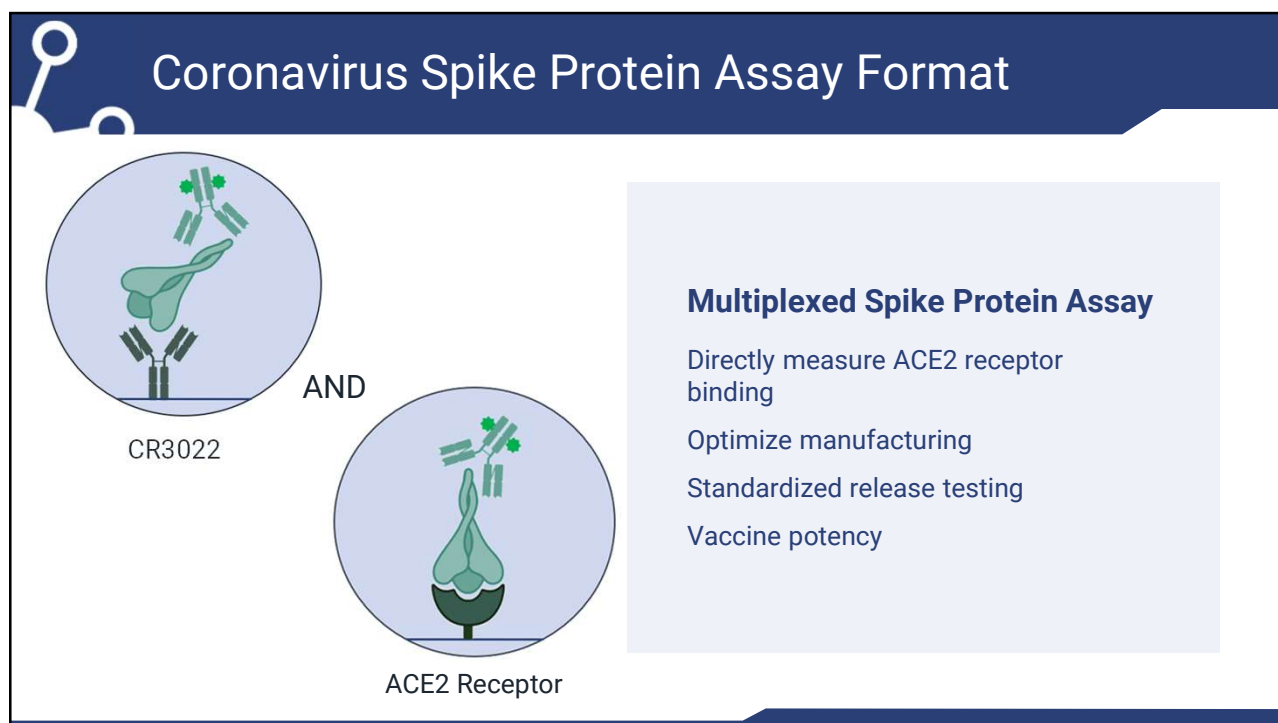 Coronavirus Spike Protein Assay Format
AND
CR3022
ACE2 Receptor
Multiplexed Spike Protein Assay
Directly measure ACE2 receptor
binding
Optimize manufacturing
Standardized release testing
Vaccine potency